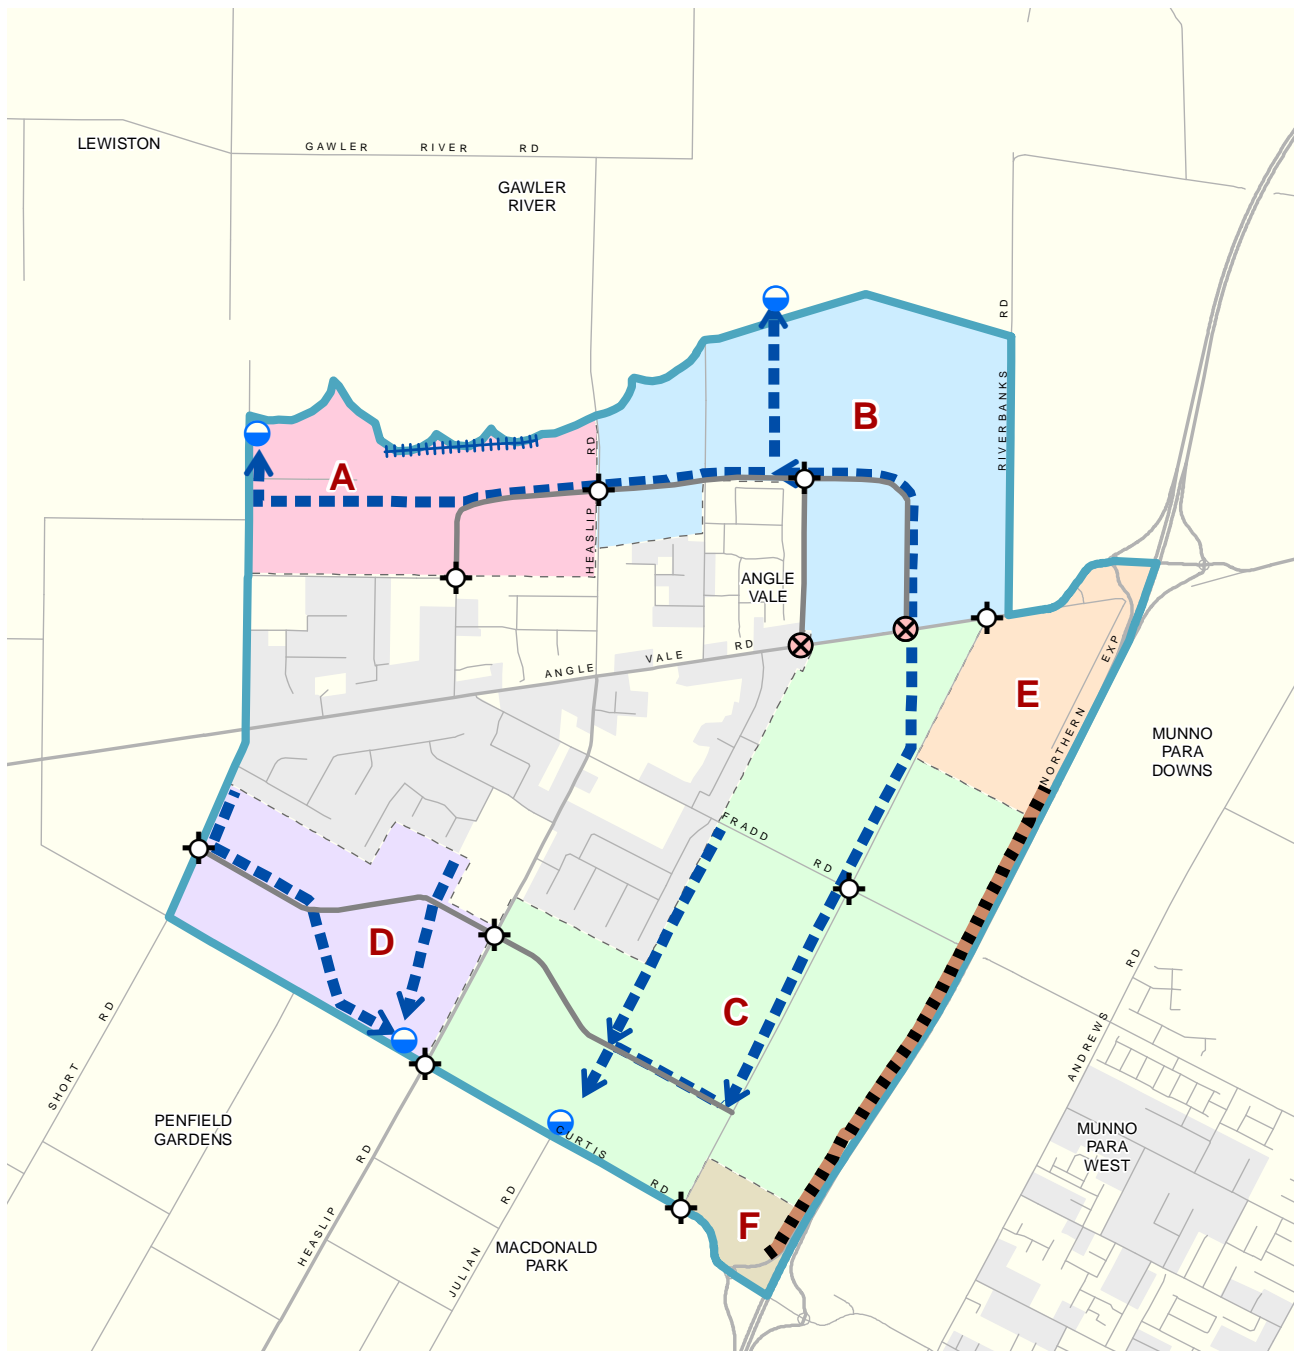 LEWISTON
GAWLER RIVER RD
GAWLER
RIVER
RD
RIVERBANKS
B
RD
A
HEASLIP
ANGLE
VALE
ANGLE VALE RD
EXP
E
NORTHERN
MUNNO
PARA
DOWNS
FRADD
RD
D
RD
C
RD
ANDREWS
SHORT
PENFIELD
GARDENS
CURTIS
RD
MUNNO
PARA
WEST
RD
RD
HEASLIP
F
MACDONALD
PARK
JULIAN